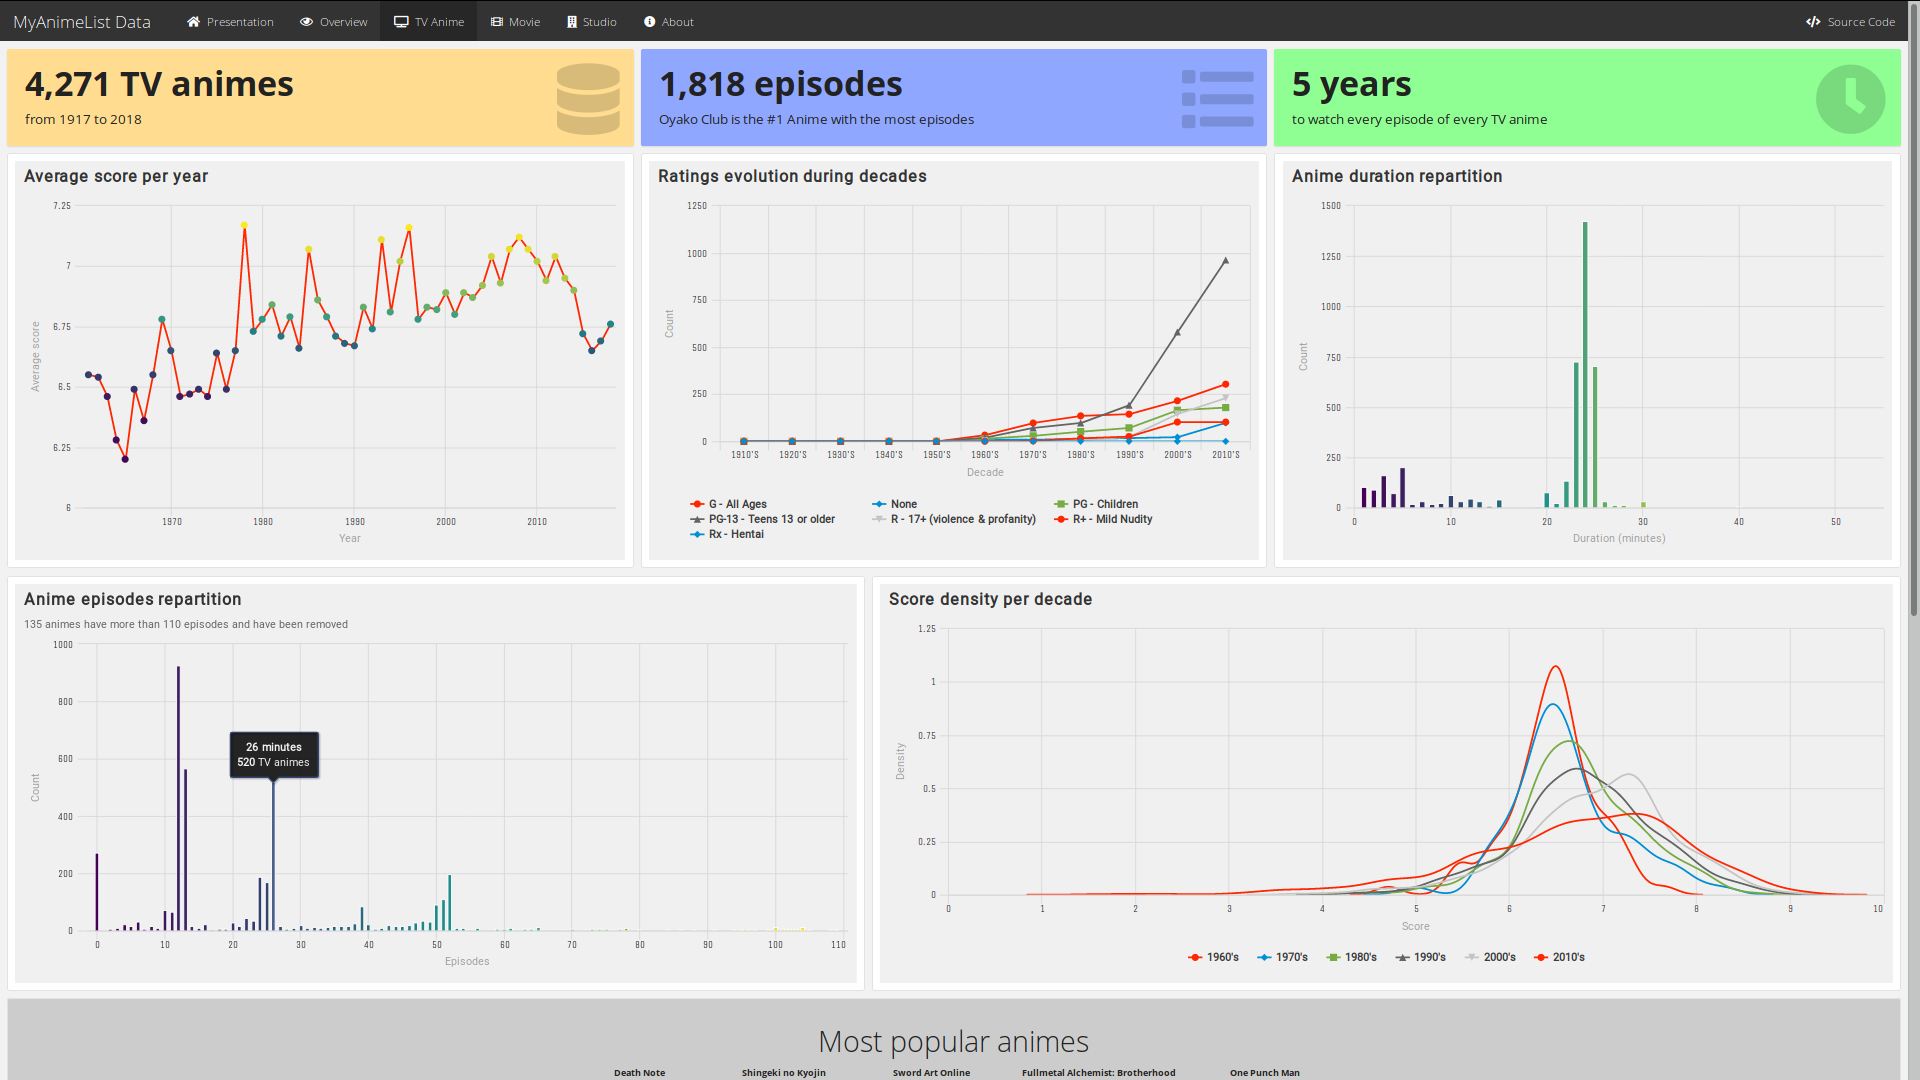 MyAnimeList Data
Presentation
Overview
TV Anime
Movie
Studio
About
Source Code
4,271 TV animes
from 1917 to 2018
1,818 episodes
Oyako Club is the #1 Anime with the most episodes
5 years
to watch every episode of every TV anime
Average score per year
7.25
7
6.75
6.5
6.25
6
Average score
1970
1980
1990
2000
2010
Year
Ratings evolution during decades
1250
1000
750
500
250
0
Count
1910'S
1920'S
1930'S
1940'S
1950'S
1960'S
1970'S
1980'S
1990'S
2000'S
2010'S
Decade
G - All Ages
None
PG - Children
PG-13 - Teens 13 or older
R - 17+ (violence & profanity)
R+ - Mild Nudity
Rx - Hentai
Anime duration repartition
1500
1250
1000
750
500
250
0
Count
0
10
20
30
40
50
Duration (minutes)
Anime episodes repartition
135 animes have more than 110 episodes and have been removed
1000
800
600
400
200
0
Count
26 minutes
520 TV animes
0
10
20
30
40
50
60
70
80
90
100
110
Episodes
Score density per decade
1.25
1
0.75
0.5
0.25
0
Density
0
1
2
3
4
5
6
7
8
9
10
Score
1960's
1970's
1980's
1990's
2000's
2010's
Most popular animes
Death Note
Shingeki no Kyojin
Sword Art Online
Fullmetal Alchemist: Brotherhood
One Punch Man